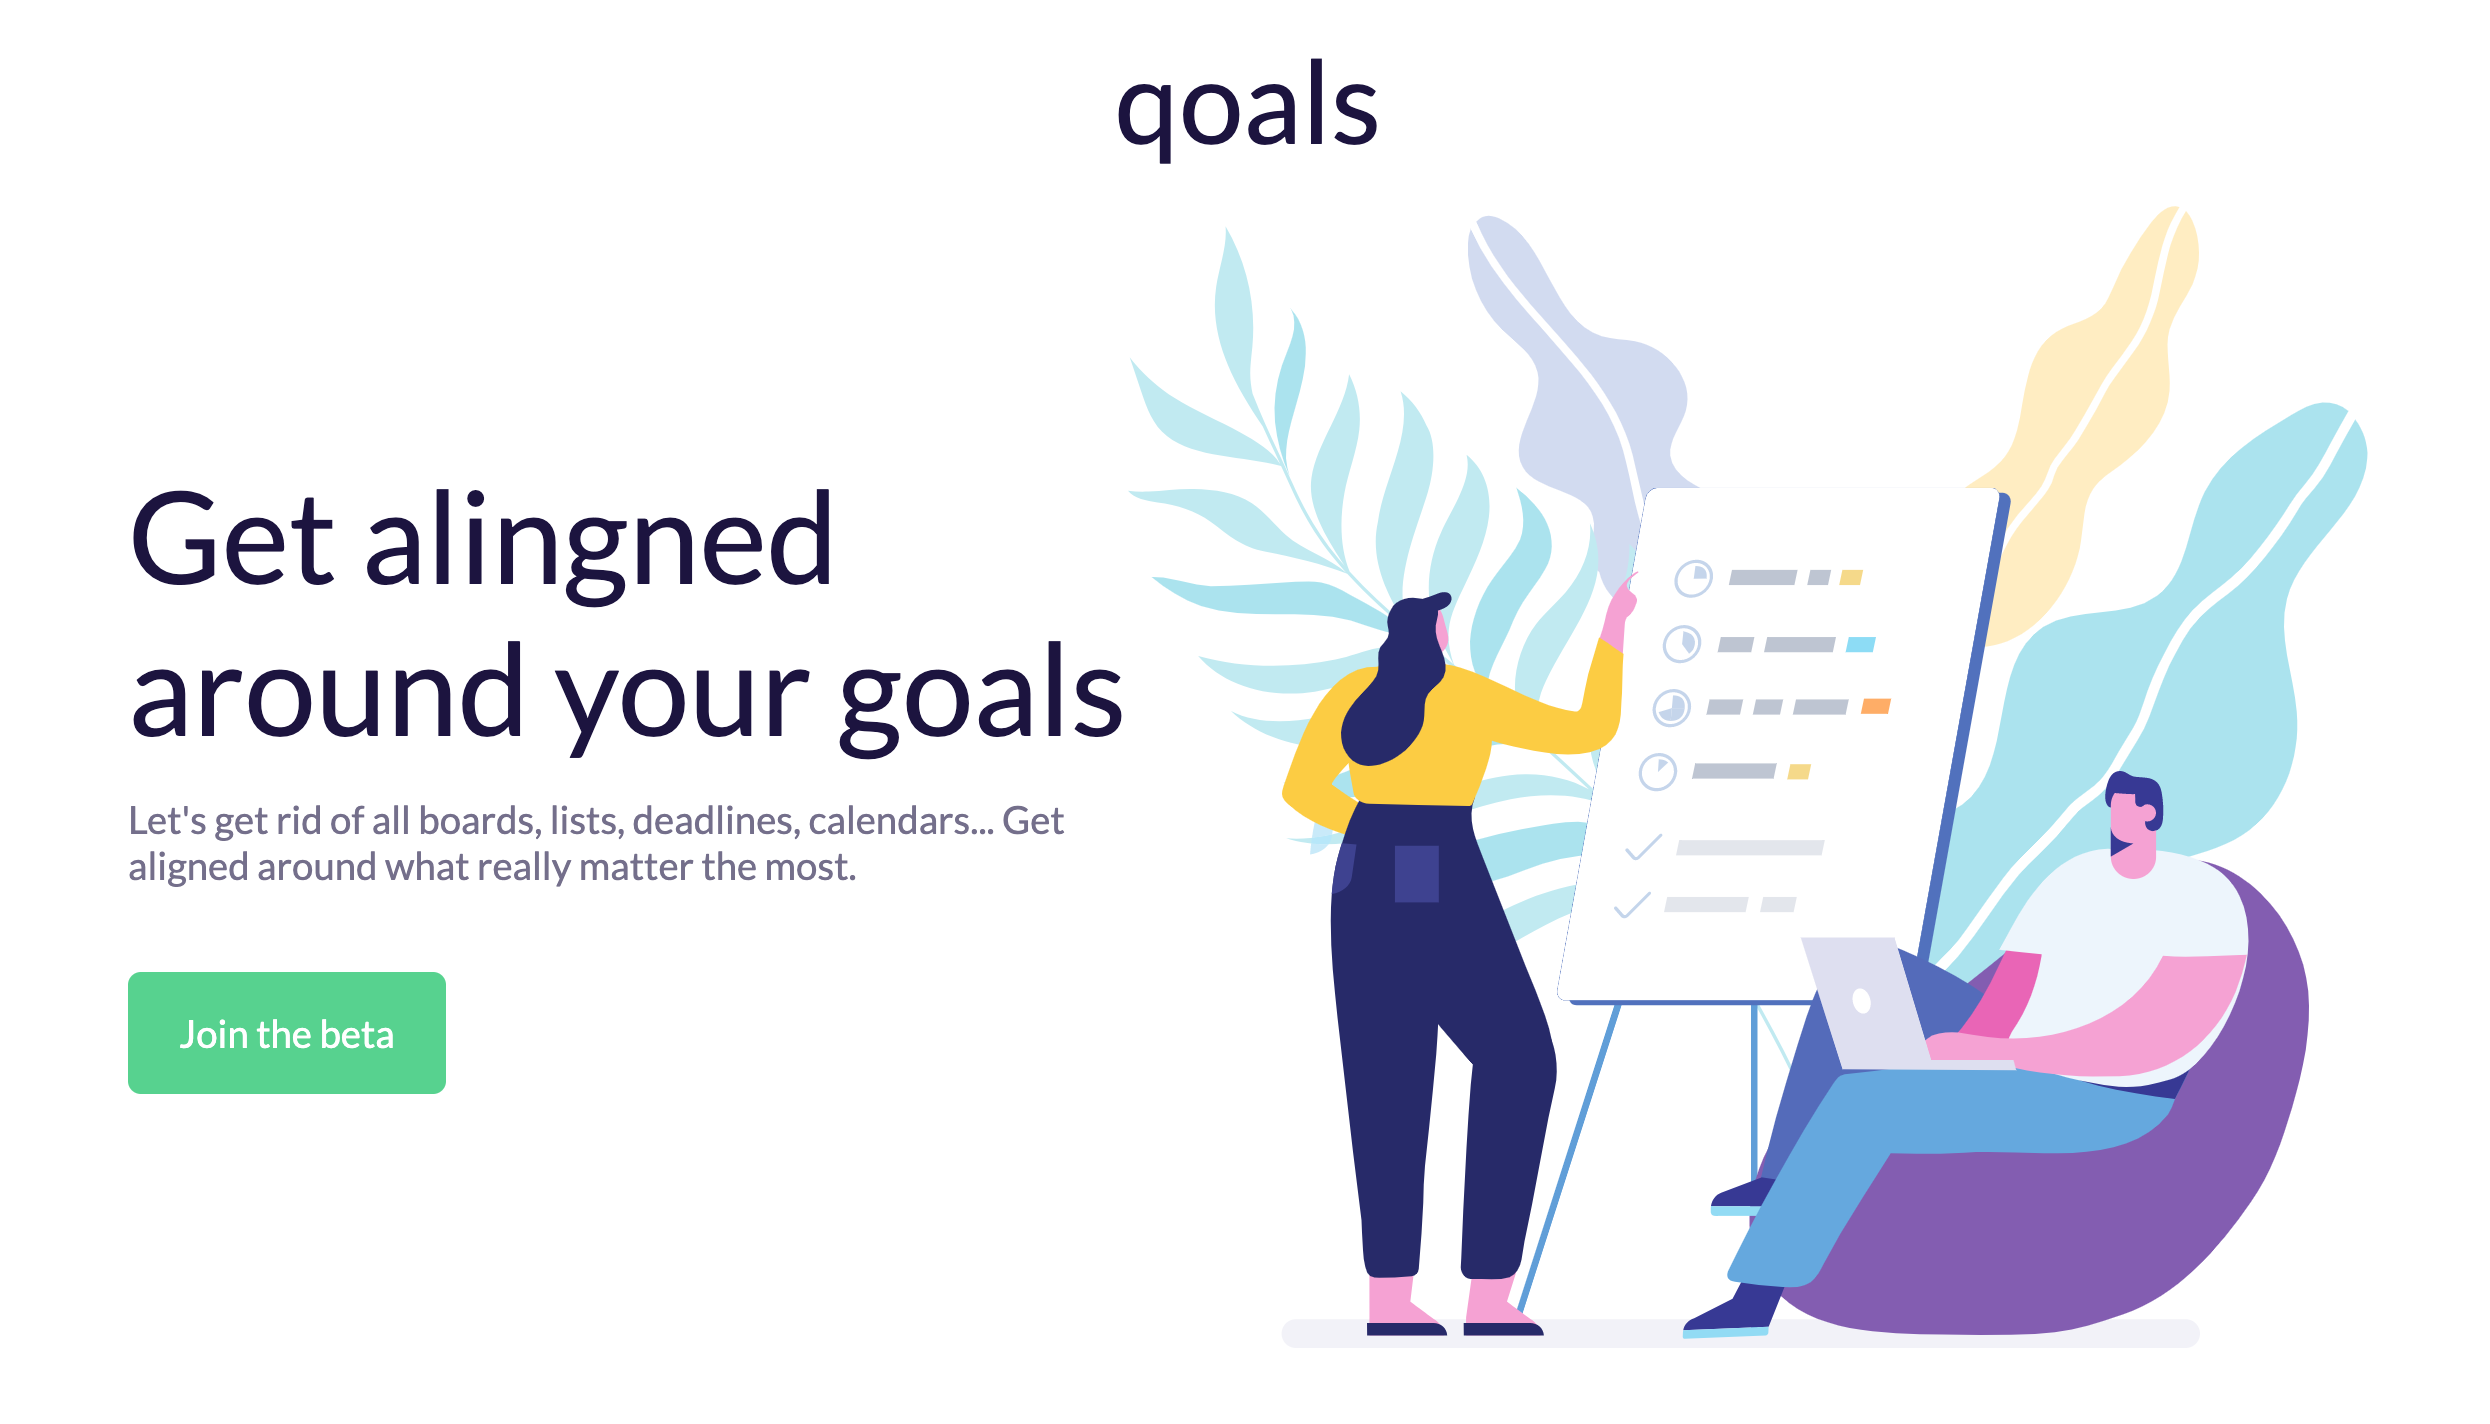 qoals
Get alingned
around your goals
Let's get rid of all boards, lists, deadlines, calendars... Get
aligned around what really matter the most.
Join the beta